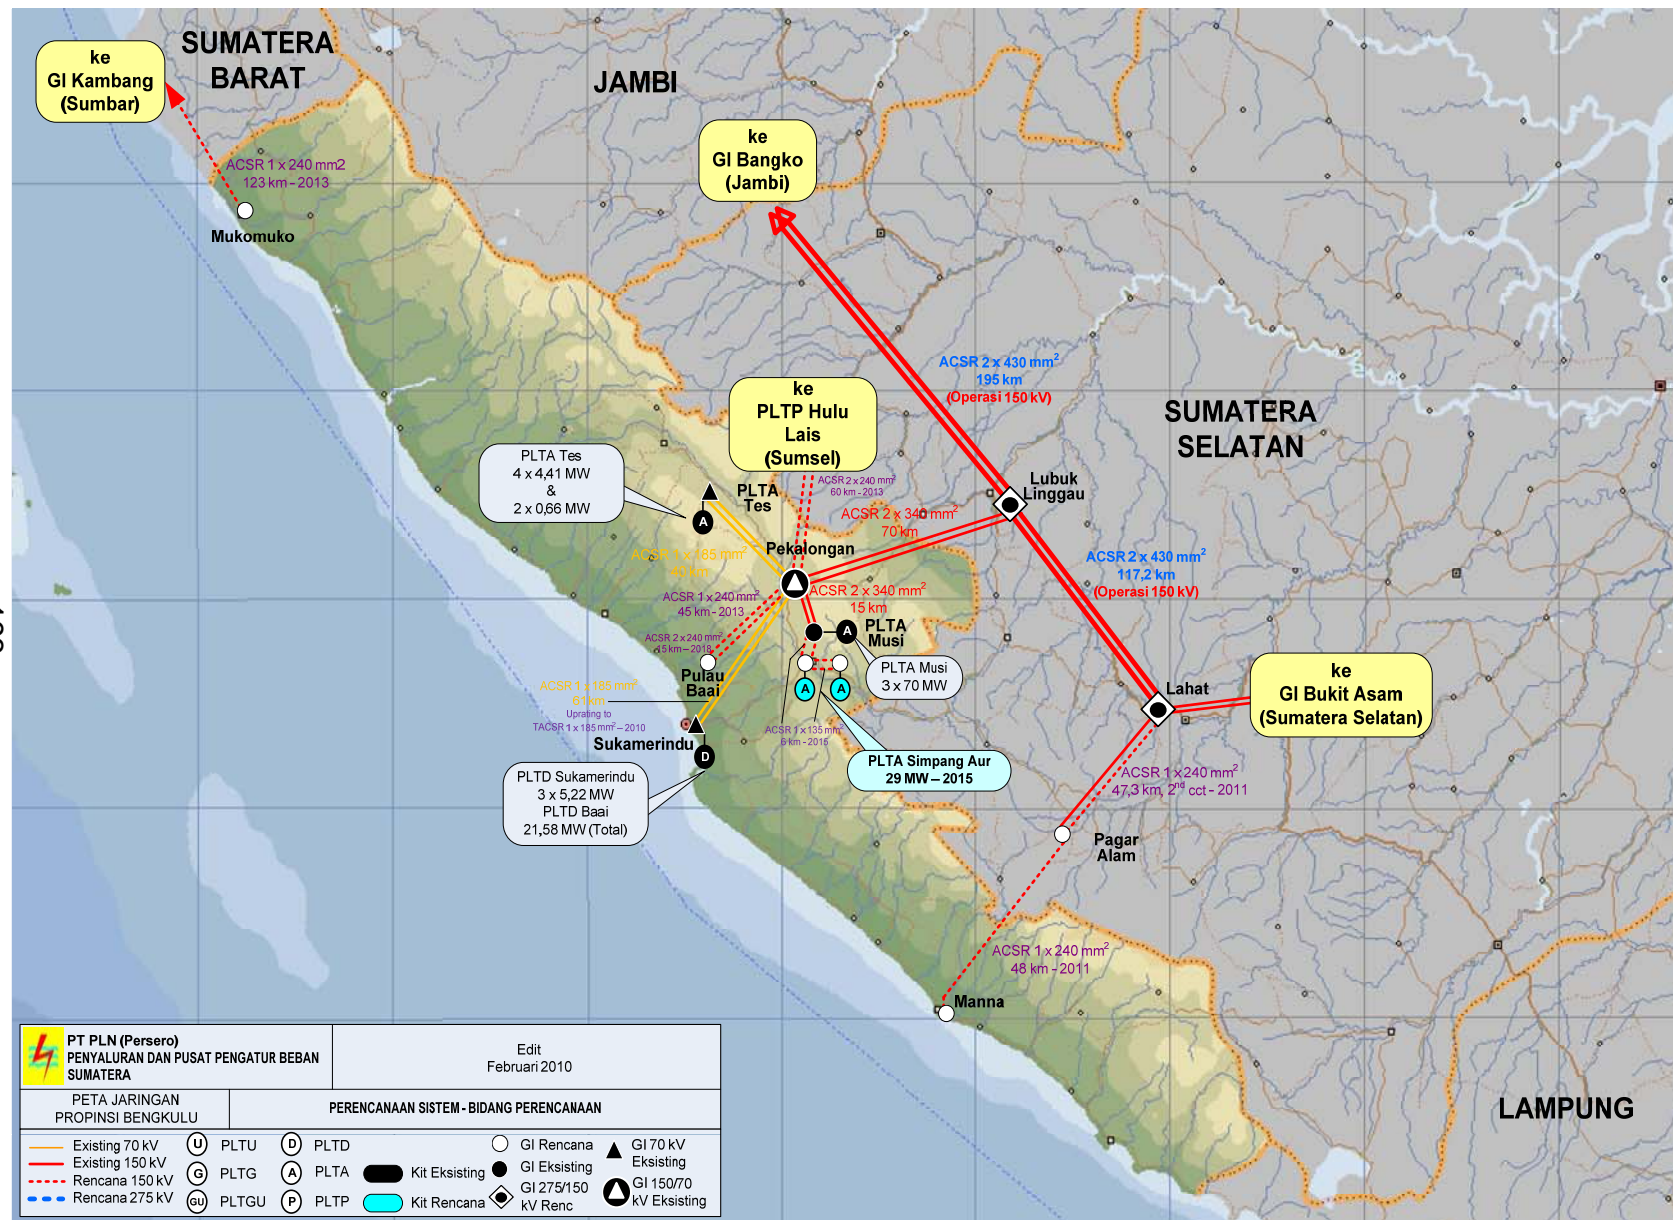 SUMATERA
BARAT
ke
GI Kambang
(Sumbar)
JAMBI
ke
GI Bangko
(Jambi)
ACSR 1 x 240 mm2
123 km - 2013
Mukomuko
ACSR 2 x 430 mm²
195 km
(Operasi 150 kV)
SUMATERA
SELATAN
ke
PLTP Hulu
Lais
(Sumsel)
PLTA Tes
4 x 4,41 MW
&
2 x 0,66 MW
PLTA
Tes
A
ACSR 2 x 240 mm²
60 km - 2013
Lubuk
Linggau
ACSR 2 x 340 mm²
70 km
Pekalongan
ACSR 1 x 185 mm²
ACSR 2 x 430 mm²
117,2 km
(Operasi 150 kV)
ACSR 1 x 240 mm²
45 km - 2013
ACSR 2 x 340 mm²
15 km
ACSR 2 x 240 mm²
15 km – 2018
A
PLTA
Musi
PLTA Musi
3 x 70 MW
Pulau
Baai
A
A
ke
GI Bukit Asam
(Sumatera Selatan)
Lahat
ACSR 1 x 185 mm²
51 km
Uprating to
TACSR 1 x 185 mm² – 2010
Sukamerindu
D
ACSR 1 x 135 mm²
6 km - 2015
PLTA Simpang Aur
29 MW – 2015
PLTD Sukamerindu
3 x 5,22 MW
PLTD Baai
21,58 MW (Total)
ACSR 1 x 240 mm²
47,3 km, 2nd cct - 2011
Pagar
Alam
ACSR 1 x 240 mm²
48 km - 2011
Manna
LAMPUNG
PT PLN (Persero)
PENYALURAN DAN PUSAT PENGATUR BEBAN
SUMATERA
Edit
Februari 2010
PETA JARINGAN
PROPINSI BENGKULU
PERENCANAAN SISTEM - BIDANG PERENCANAAN
Existing 70 kV
Existing 150 kV
Rencana 150 kV
Rencana 275 kV
U PLTU
G PLTG
GU PLTGU
D PLTD
A PLTA
P PLTP
Kit Eksisting
Kit Rencana
GI Rencana
GI Eksisting
GI 275/150
kV Renc
GI 70 kV
Eksisting
GI 150/70
kV Eksisting